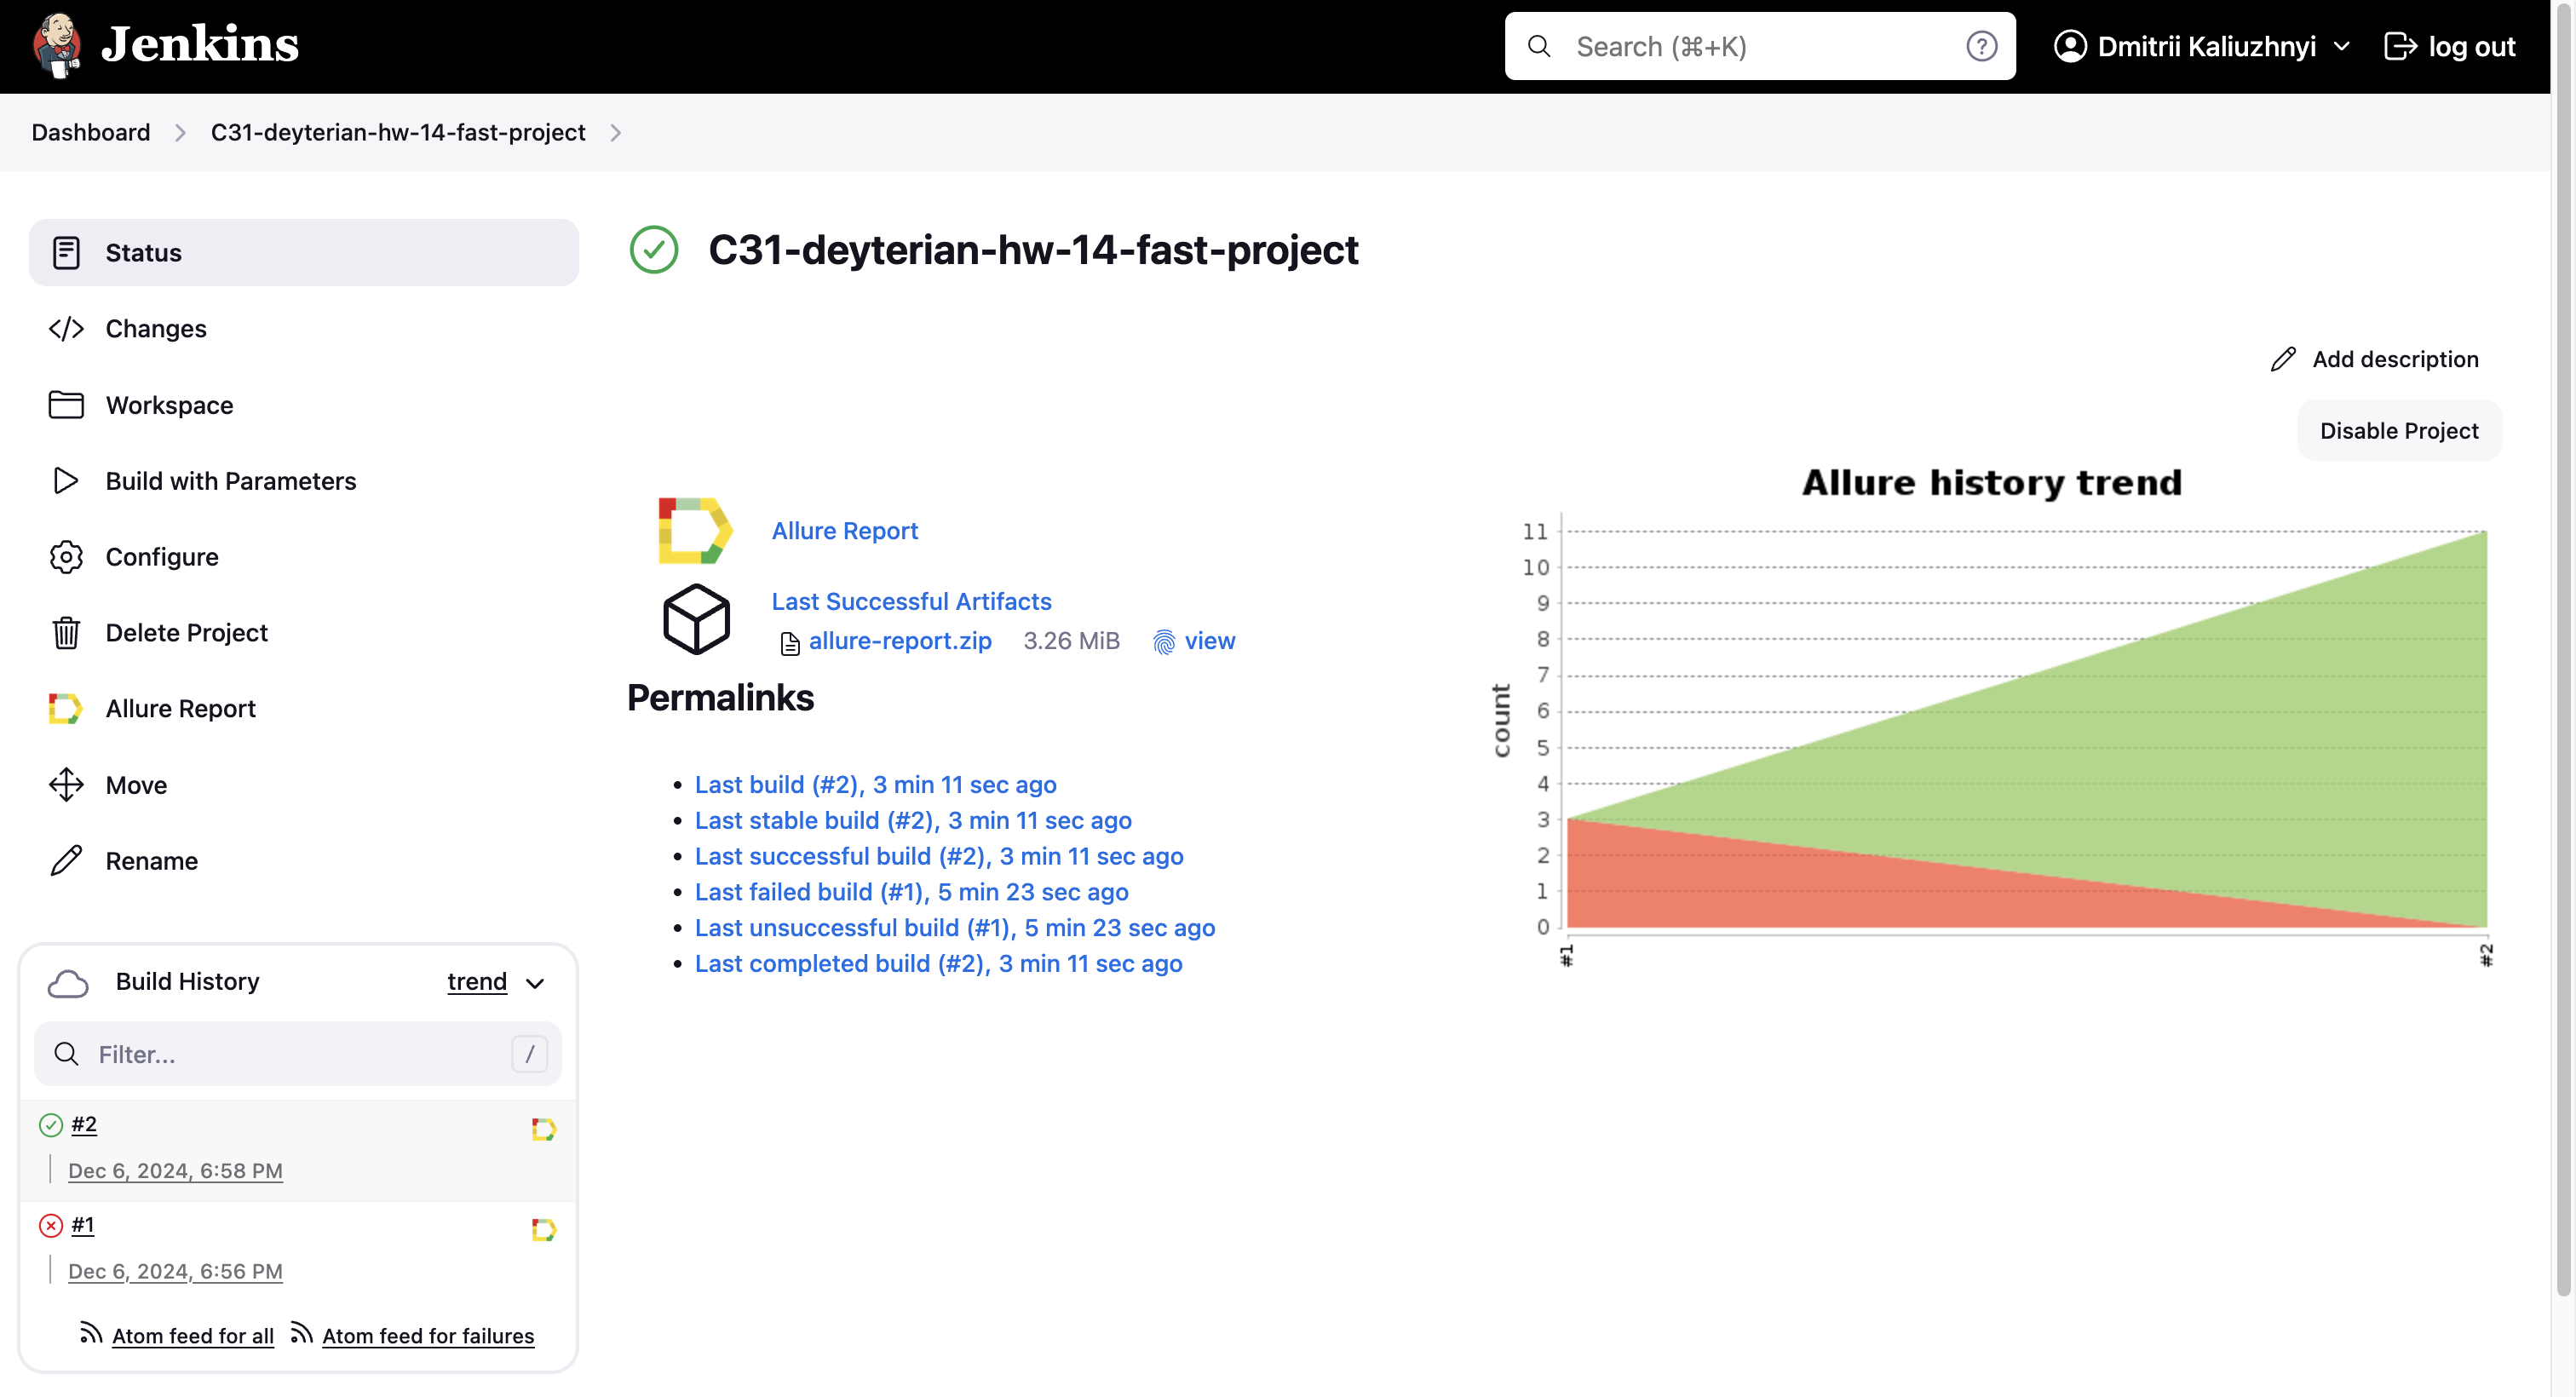 Jenkins
Search (⌘+K)
Dmitrii Kaliuzhnyi
log out
Dashboard
C31-deyterian-hw-14-fast-project
Status
Changes
Workspace
Build with Parameters
Configure
Delete Project
Allure Report
Move
Rename
Build History
trend
Filter...
/
#2
Dec 6, 2024, 6:58 PM
#1
Dec 6, 2024, 6:56 PM
Atom feed for all
Atom feed for failures
C31-deyterian-hw-14-fast-project
Add description
Disable Project
Allure Report
Last Successful Artifacts
allure-report.zip 3.26 MiB view
Permalinks
Last build (#2), 3 min 11 sec ago
Last stable build (#2), 3 min 11 sec ago
Last successful build (#2), 3 min 11 sec ago
Last failed build (#1), 5 min 23 sec ago
Last unsuccessful build (#1), 5 min 23 sec ago
Last completed build (#2), 3 min 11 sec ago
Allure history trend
count
11
10
9
8
7
6
5
4
3
2
1
0
#1
#2